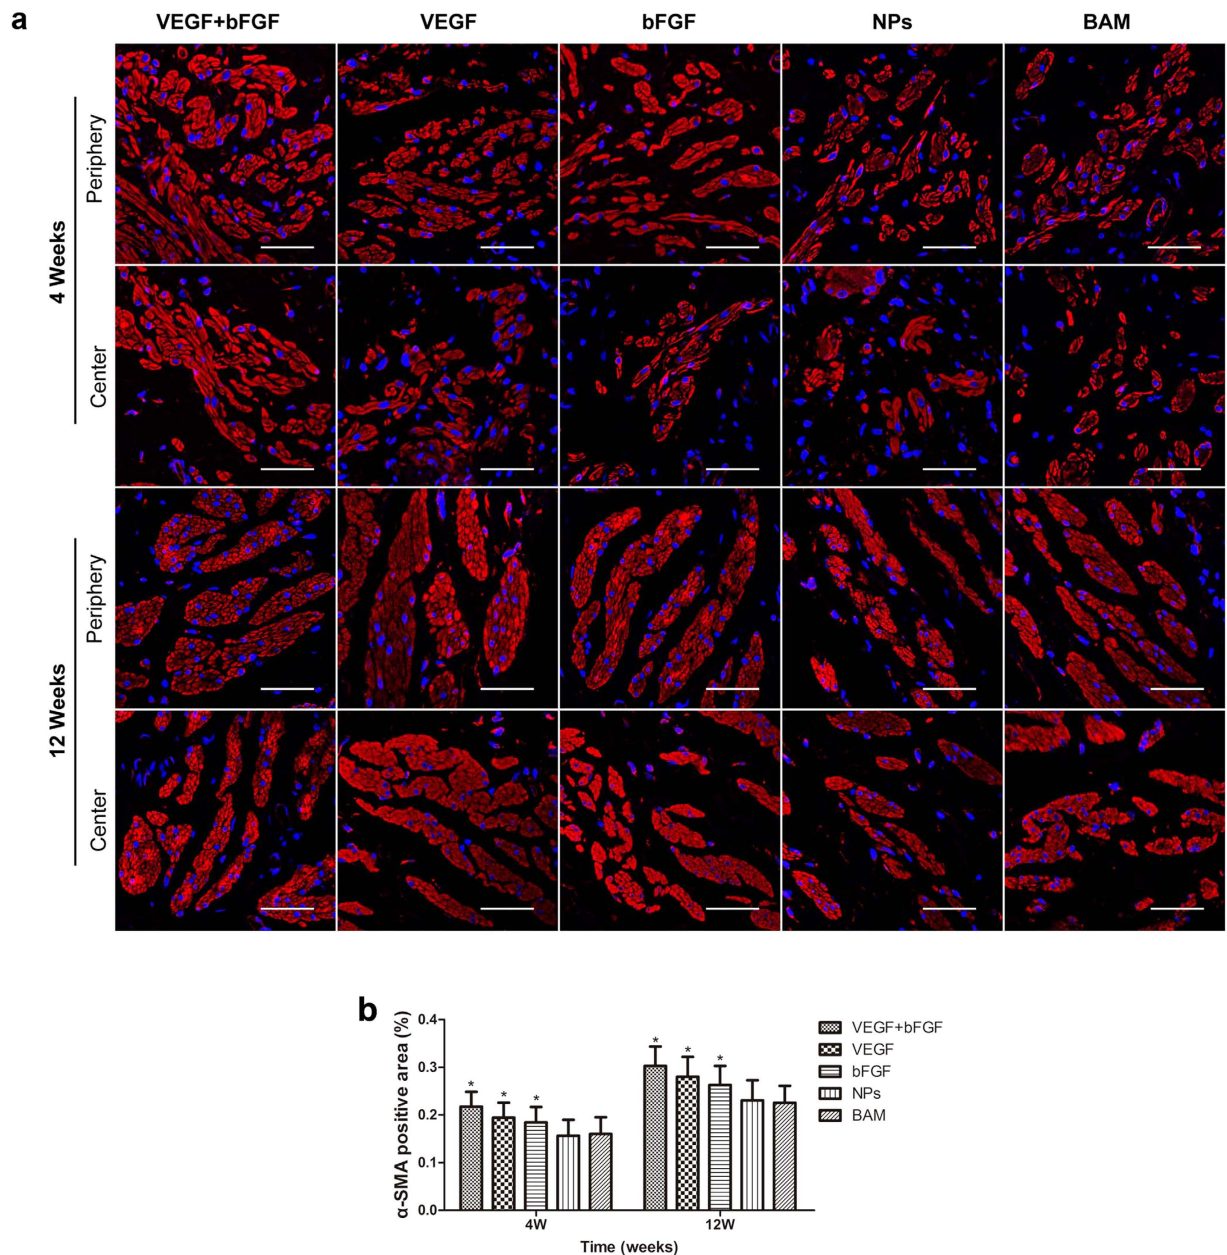 a
VEGF+bFGF VEGF bFGF NPs BAM
4 Weeks
Periphery
Center
12 Weeks
Periphery
Center
b
α-SMA positive area (%)
0.4
0.3
0.2
0.1
0.0
* * * * * *
4W 12W
Time (weeks)
VEGF+bFGF
VEGF
bFGF
NPs
BAM